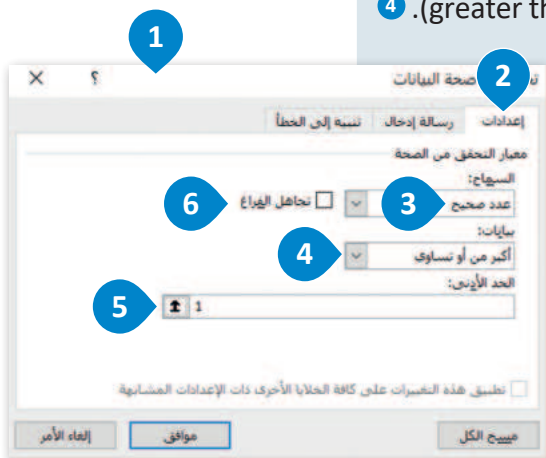 4 .(greater th
1
صحة البيانات 2
إعدادات رسالة إدخال تنبيه إلى الخطأ
معيار التحقق من الصحة
السماح:
عدد صحيح 3 تجاهل الفراغ 6
بيانات:
أكبر من أو تساوي 4
الحد الأدنى:
1 5
تطبيق هذه التغييرات على كافة الخلايا الأخرى ذات الإعدادات المشابهة
مسح الكل موافق إلغاء الأمر